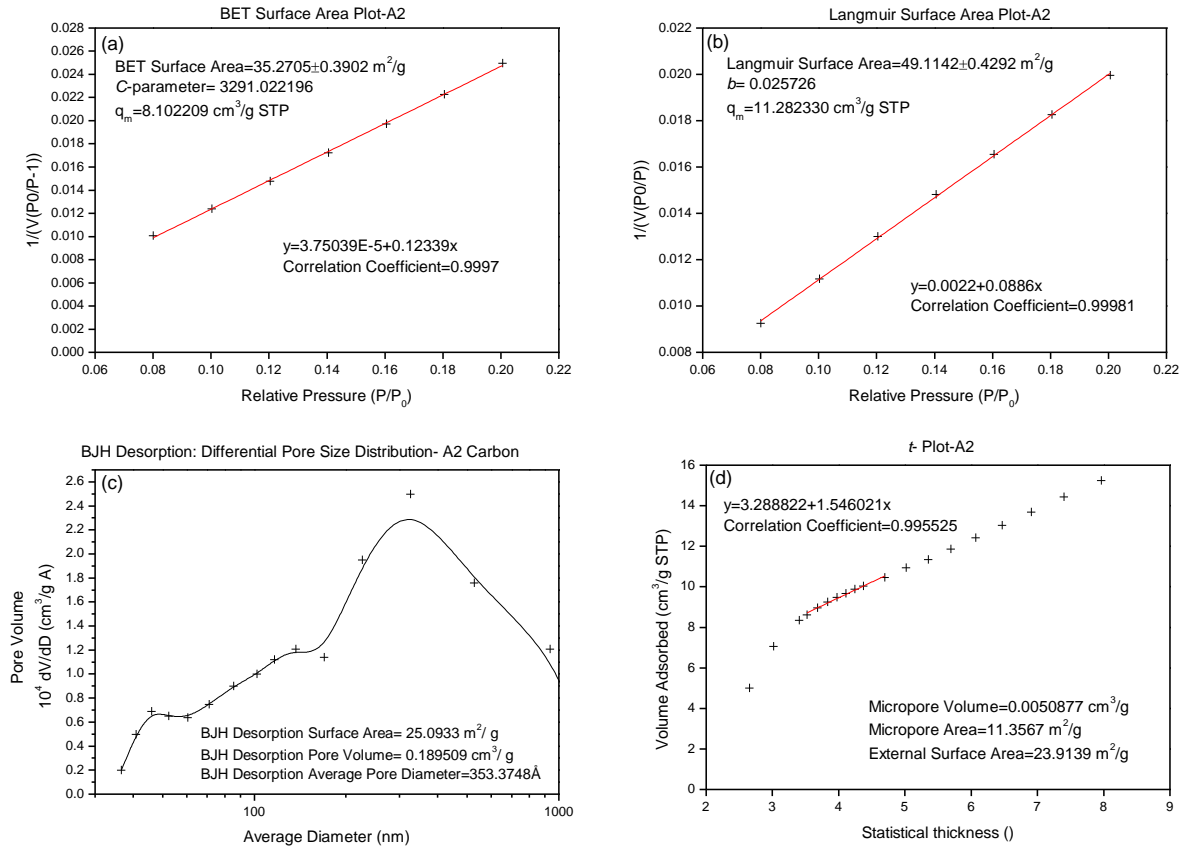 BET Surface Area Plot-A2
(a)
BET Surface Area=35.2705±0.3902 m²/g
C-parameter= 3291.022196
qₘ=8.102209 cm³/g STP
y=3.75039E-5+0.12339x
Correlation Coefficient=0.9997
1/(V(P0/P-1))
0.028
0.026
0.024
0.022
0.020
0.018
0.016
0.014
0.012
0.010
0.008
0.006
0.004
0.002
0.000
0.06 0.08 0.10 0.12 0.14 0.16 0.18 0.20 0.22
Relative Pressure (P/P₀)
Langmuir Surface Area Plot-A2
(b)
Langmuir Surface Area=49.1142±0.4292 m²/g
b= 0.025726
qₘ=11.282330 cm³/g STP
y=0.0022+0.0886x
Correlation Coefficient=0.99981
1/(V(P0/P))
0.020
0.018
0.016
0.014
0.012
0.010
0.008
0.06 0.08 0.10 0.12 0.14 0.16 0.18 0.20 0.22
Relative Pressure (P/P₀)
BJH Desorption: Differential Pore Size Distribution- A2 Carbon
(c)
Pore Volume
10⁴ dV/dD (cm³/g A)
2.6
2.4
2.2
2.0
1.8
1.6
1.4
1.2
1.0
0.8
0.6
0.4
0.2
0.0
BJH Desorption Surface Area= 25.0933 m²/ g
BJH Desorption Pore Volume= 0.189509 cm³/ g
BJH Desorption Average Pore Diameter=353.3748Å
100 1000
Average Diameter (nm)
t- Plot-A2
(d)
y=3.288822+1.546021x
Correlation Coefficient=0.995525
Volume Adsorbed (cm³/g STP)
16
14
12
10
8
6
4
2
0
Micropore Volume=0.0050877 cm³/g
Micropore Area=11.3567 m²/g
External Surface Area=23.9139 m²/g
2 3 4 5 6 7 8 9
Statistical thickness ()